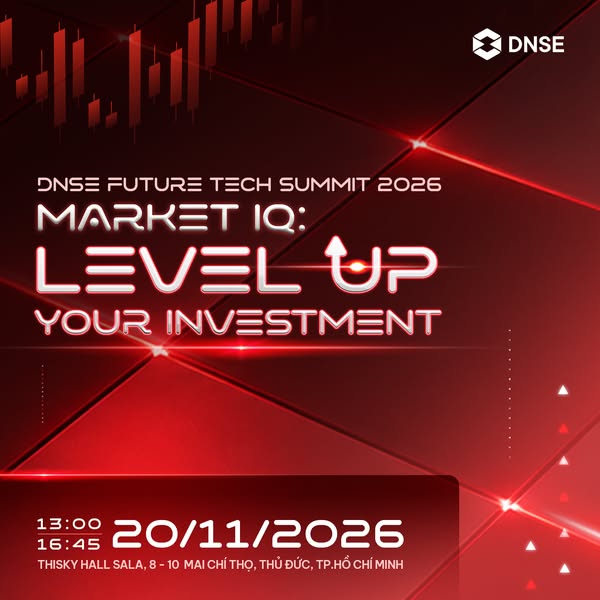 DNSE
DNSE FUTURE TECH SUMMIT 2026
MARKET IQ:
LEVEL UP
YOUR INVESTMENT
13:00
16:45
20/11/2026
THISKY HALL SALA, 8 - 10 MAI CHÍ THỌ, THỦ ĐỨC, TP.HỒ CHÍ MINH